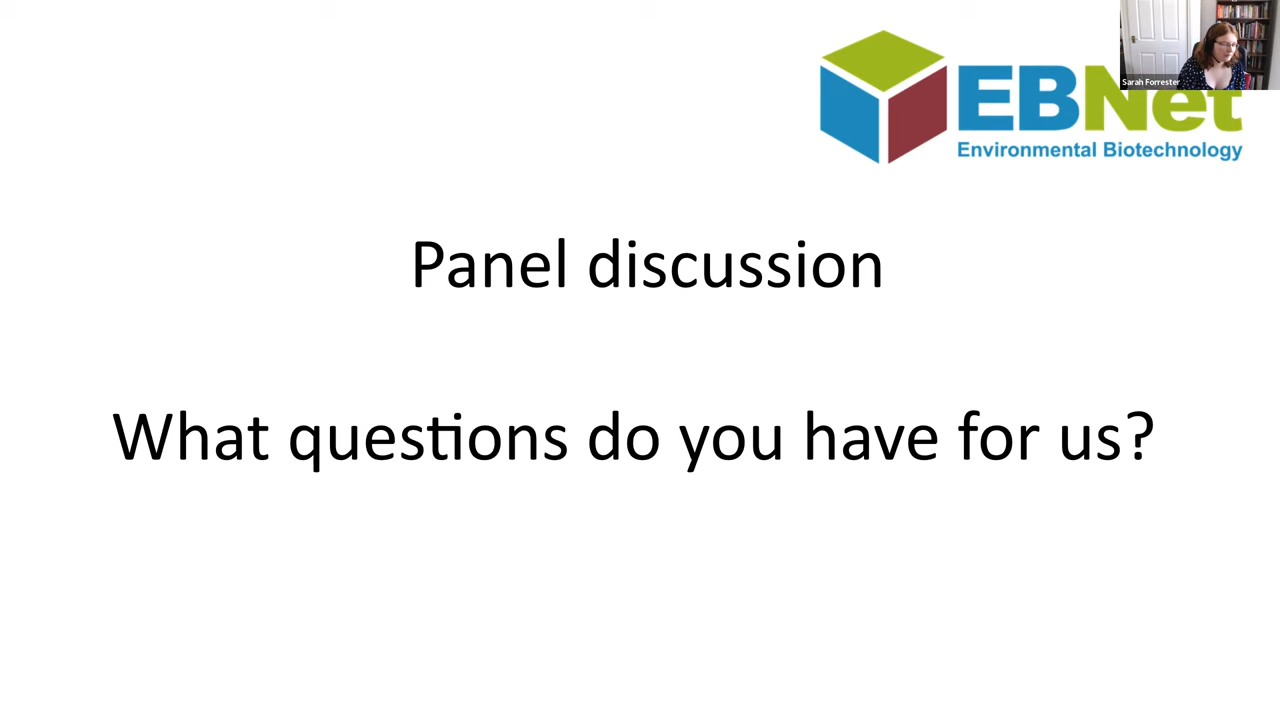 Sarah Forrester
EBNet
Environmental Biotechnology
Panel discussion
What questions do you have for us?